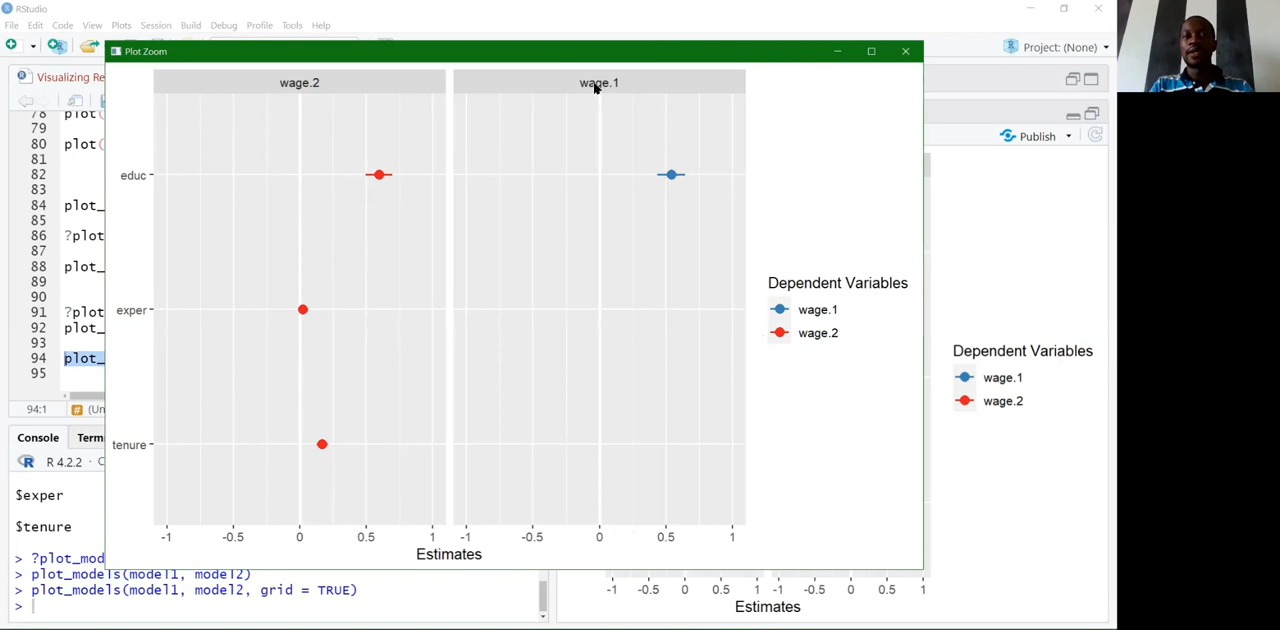 RStudio
File Edit Code View Plots Session Build Debug Profile Tools Help
Project: (None)
Plot Zoom
Visualizing Re
Publish
wage.2 wage.1
78 plot(
79
80 plot(
81
82
83
84 plot_
85
86 ?plot
87
88 plot_
89
90
91 ?plot
92 plot_
93
94 plot_
95
94:1 (Un
educ
exper
tenure
-1 -0.5 0 0.5 1 -1 -0.5 0 0.5 1
Estimates
Dependent Variables
wage.1
wage.2
Dependent Variables
wage.1
wage.2
-1 -0.5 0 0.5 1 -1 -0.5 0 0.5 1
Estimates
Console Term
R 4.2.2 ·
$exper
$tenure
> ?plot_mod
> plot_models(model1, model2)
> plot_models(model1, model2, grid = TRUE)
>